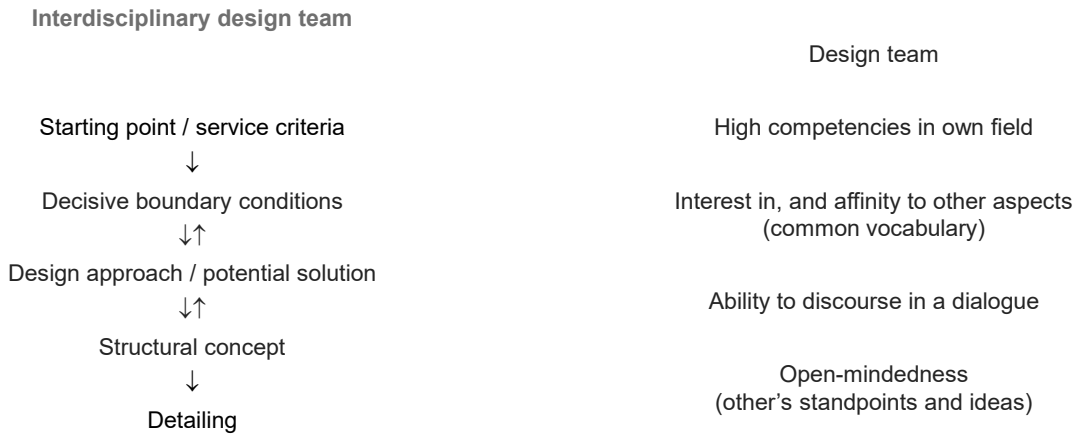 Interdisciplinary design team
Starting point / service criteria
↓
Decisive boundary conditions
↓↑
Design approach / potential solution
↓↑
Structural concept
↓
Detailing
Design team
High competencies in own field
Interest in, and affinity to other aspects
(common vocabulary)
Ability to discourse in a dialogue
Open-mindedness
(other's standpoints and ideas)